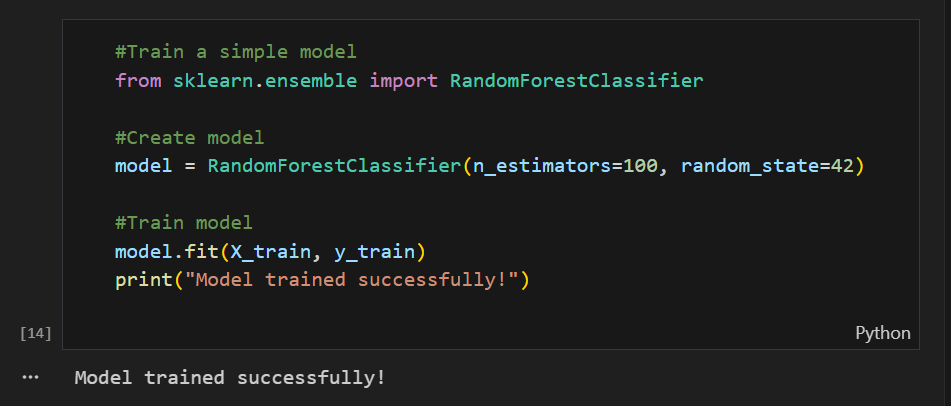 #Train a simple model
from sklearn.ensemble import RandomForestClassifier
#Create model
model = RandomForestClassifier(n_estimators=100, random_state=42)
#Train model
model.fit(X_train, y_train)
print("Model trained successfully!")
[14]
Python
... Model trained successfully!